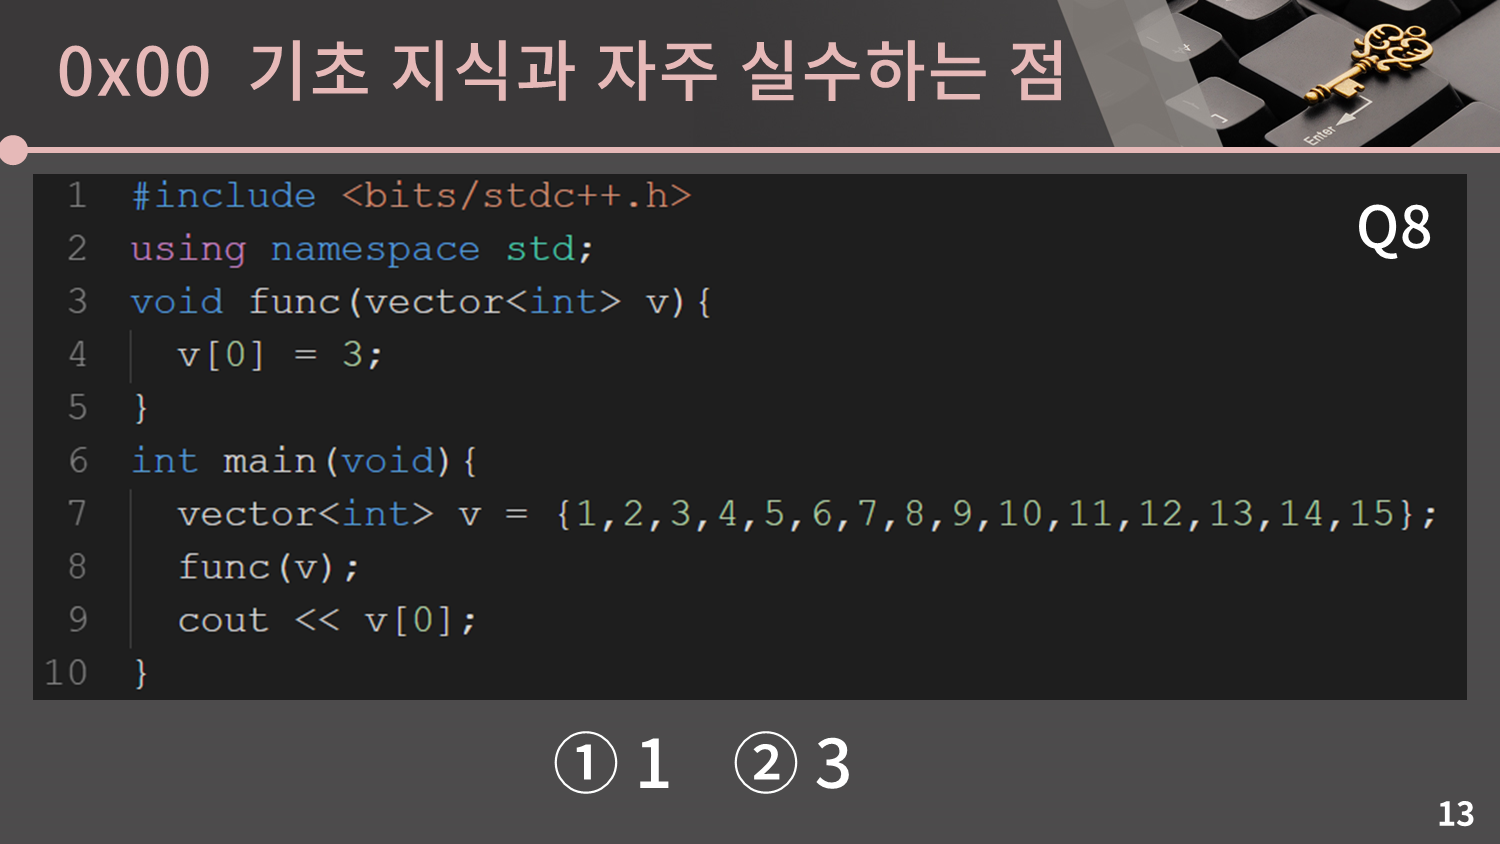 0x00 기초 지식과 자주 실수하는 점
Enter
Q8
1 #include <bits/stdc++.h>
2 using namespace std;
3 void func(vector<int> v){
4 v[0] = 3;
5 }
6 int main(void){
7 vector<int> v = {1,2,3,4,5,6,7,8,9,10,11,12,13,14,15};
8 func(v);
9 cout << v[0];
10 }
① 1 ② 3
13